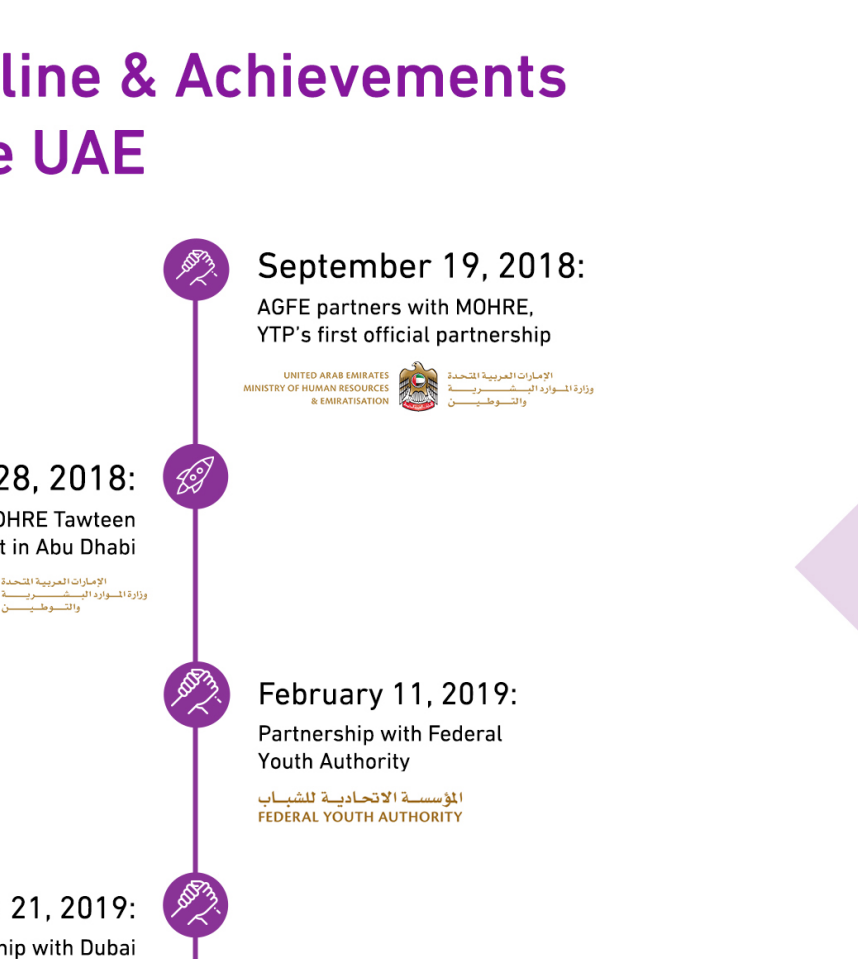 line & Achievements
e UAE
September 19, 2018:
AGFE partners with MOHRE,
YTP's first official partnership
UNITED ARAB EMIRATES
MINISTRY OF HUMAN RESOURCES
& EMIRATISATION
الإمارات العربية المتحدة
وزارة الموارد البشرية
والتوطين
28, 2018:
OHRE Tawteen
t in Abu Dhabi
الإمارات العربية المتحدة
وزارة الموارد البشرية
والتوطين
February 11, 2019:
Partnership with Federal
Youth Authority
المؤسسة الاتحادية للشباب
FEDERAL YOUTH AUTHORITY
21, 2019:
hip with Dubai